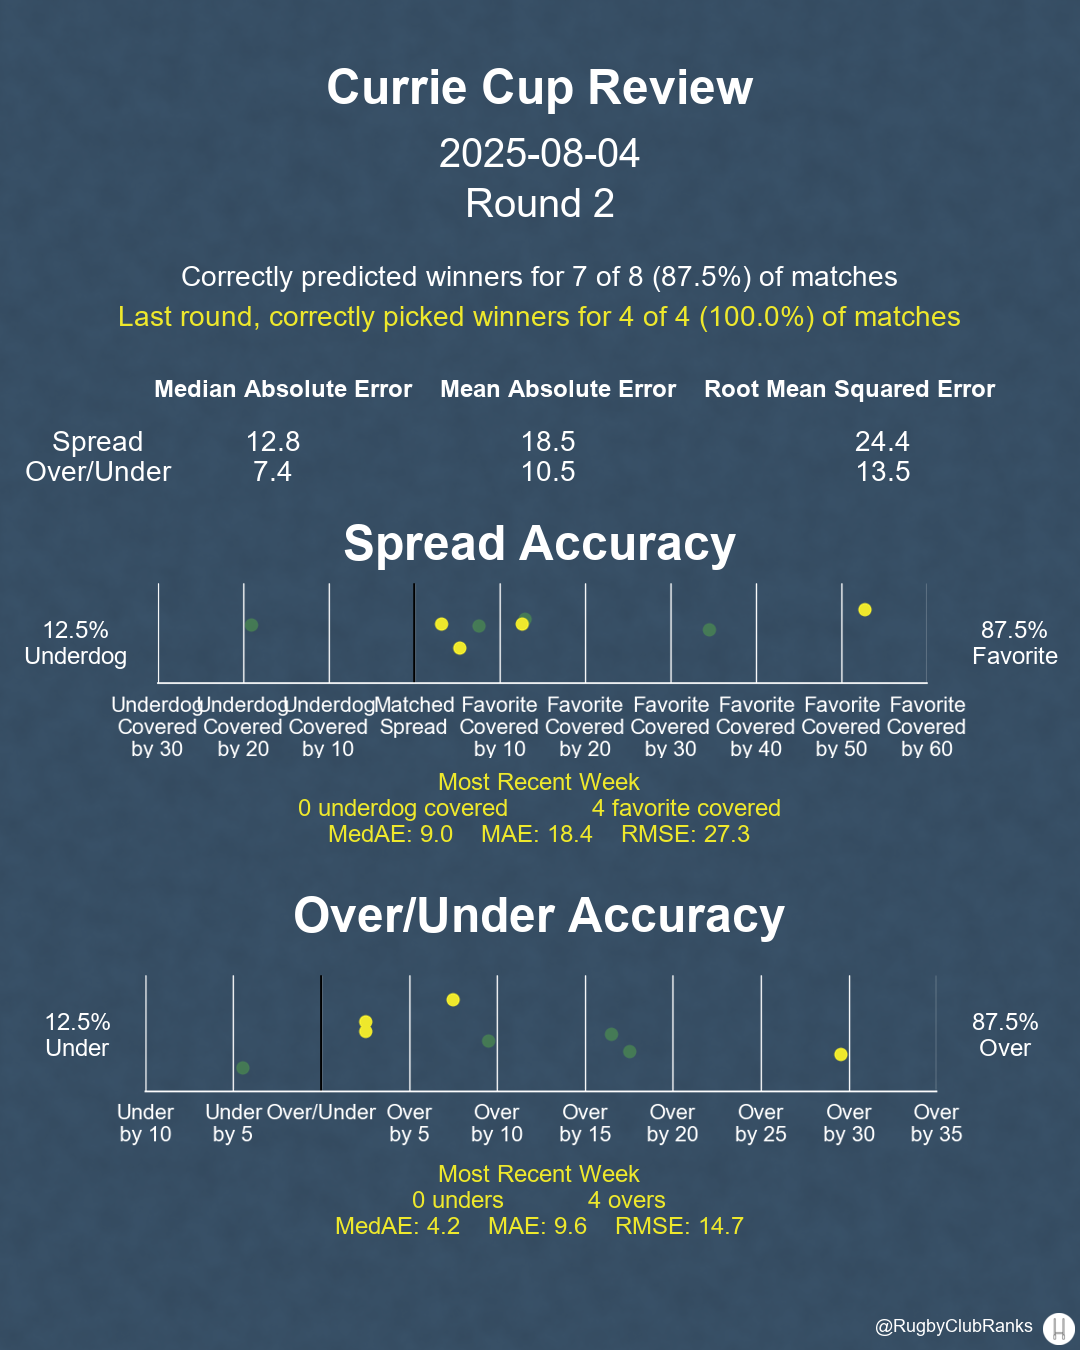 Currie Cup Review
2025-08-04
Round 2
Correctly predicted winners for 7 of 8 (87.5%) of matches
Last round, correctly picked winners for 4 of 4 (100.0%) of matches
Median Absolute Error Mean Absolute Error Root Mean Squared Error
Spread 12.8 18.5 24.4
Over/Under 7.4 10.5 13.5
Spread Accuracy
12.5%
Underdog
87.5%
Favorite
Underdog Underdog Underdog Matched Favorite Favorite Favorite Favorite Favorite Favorite
Covered Covered Covered Spread Covered Covered Covered Covered Covered Covered
by 30 by 20 by 10 by 10 by 20 by 30 by 40 by 50 by 60
Most Recent Week
0 underdog covered 4 favorite covered
MedAE: 9.0 MAE: 18.4 RMSE: 27.3
Over/Under Accuracy
12.5%
Under
87.5%
Over
Under Under Over/Under Over Over Over Over Over Over Over
by 10 by 5 by 5 by 10 by 15 by 20 by 25 by 30 by 35
Most Recent Week
0 unders 4 overs
MedAE: 4.2 MAE: 9.6 RMSE: 14.7
@RugbyClubRanks